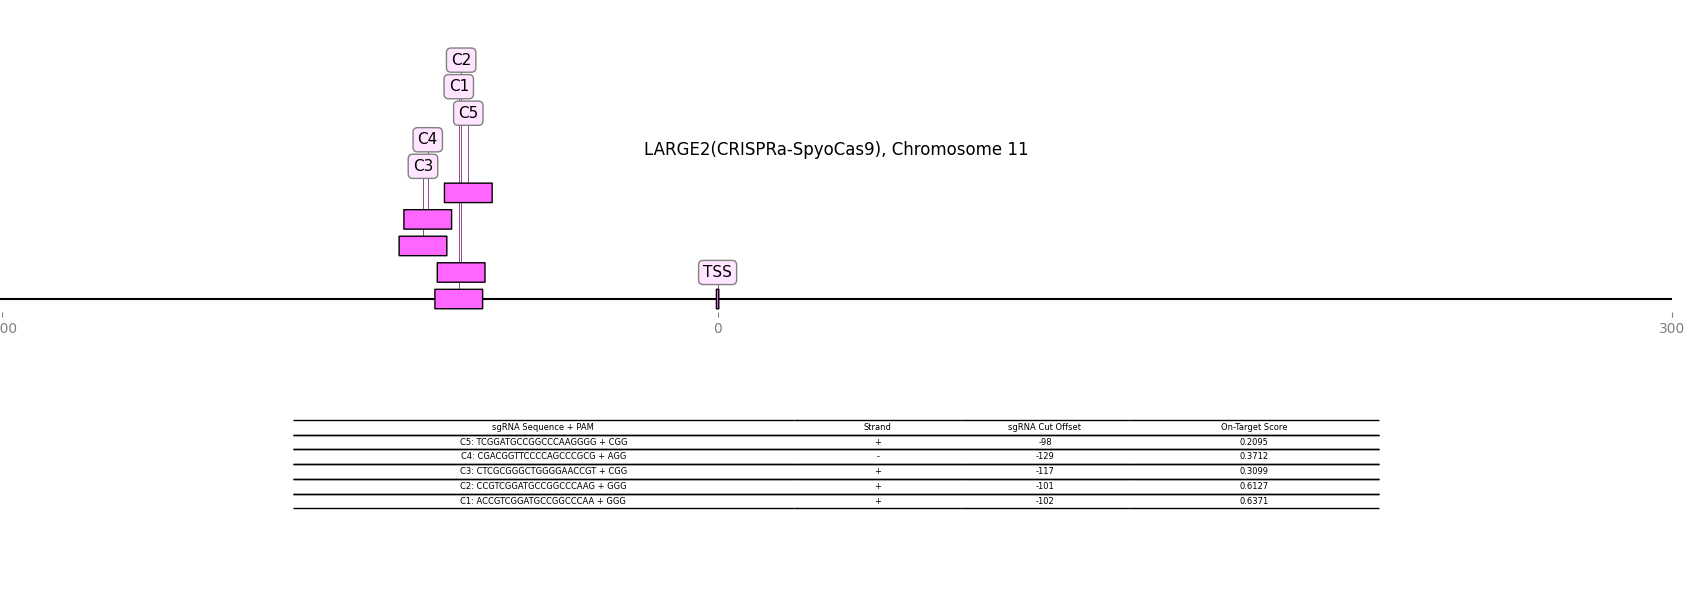 C2
C1
C5
C4
LARGE2(CRISPRa-SpyoCas9), Chromosome 11
C3
TSS
00 0 300
sgRNA Sequence + PAM Strand sgRNA Cut Offset On-Target Score
C5: TCGGATGCCGGCCCAAGGGG + CGG + -98 0.2095
C4: CGACGGTTCCCCAGCCCGCG + AGG - -129 0.3712
C3: CTCGCGGGCTGGGGAACCGT + CGG + -117 0.3099
C2: CCGTCGGATGCCGGCCCAAG + GGG + -101 0.6127
C1: ACCGTCGGATGCCGGCCCAA + GGG + -102 0.6371